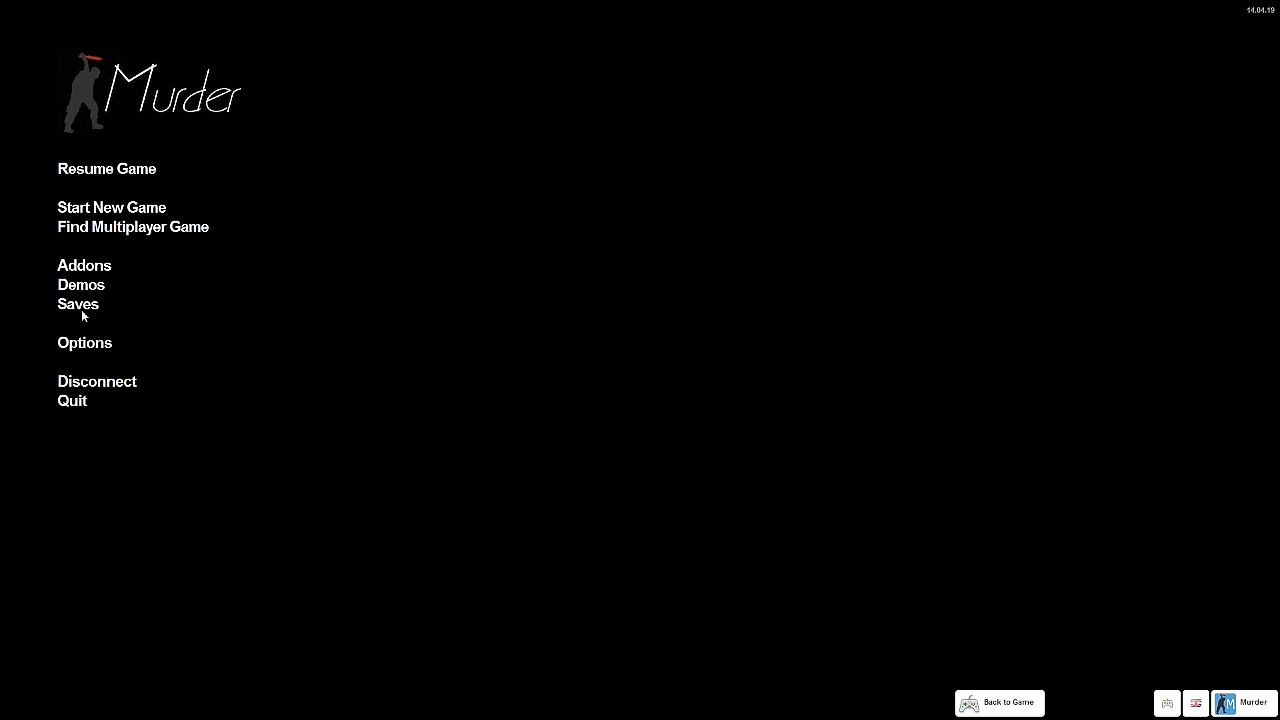 14.04.19
Murder
Resume Game
Start New Game
Find Multiplayer Game
Addons
Demos
Saves
Options
Disconnect
Quit
Back to Game
Murder